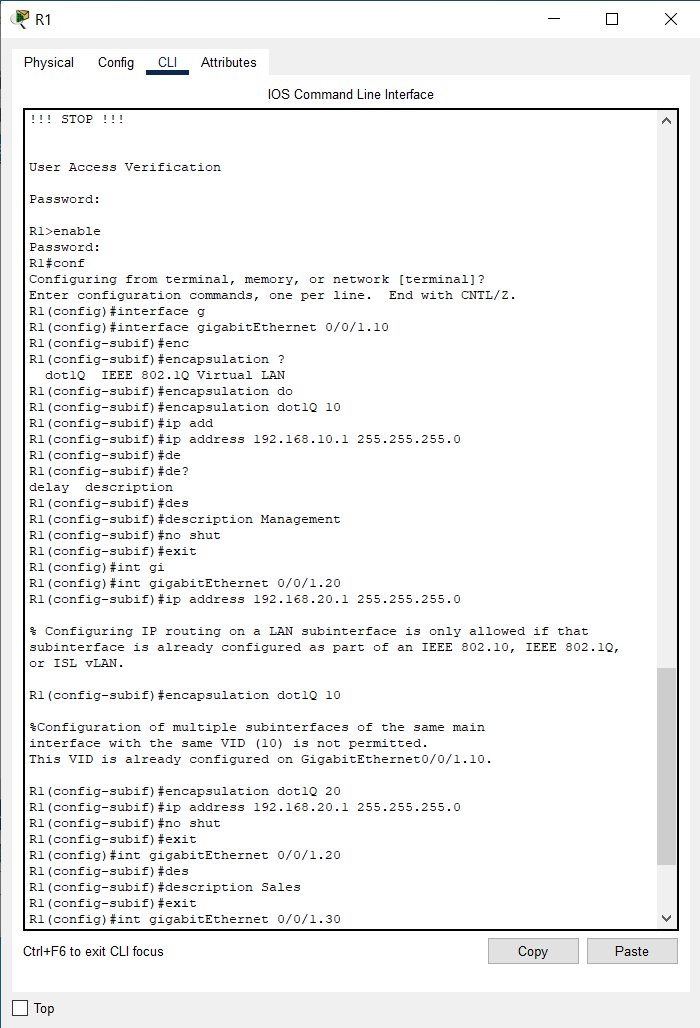 R1
Physical Config CLI Attributes
IOS Command Line Interface
!!! STOP !!!
User Access Verification
Password:
R1>enable
Password:
R1#conf
Configuring from terminal, memory, or network [terminal]?
Enter configuration commands, one per line.  End with CNTL/Z.
R1(config)#interface g
R1(config)#interface gigabitEthernet 0/0/1.10
R1(config-subif)#enc
R1(config-subif)#encapsulation ?
  dot1Q  IEEE 802.1Q Virtual LAN
R1(config-subif)#encapsulation do
R1(config-subif)#encapsulation dot1Q 10
R1(config-subif)#ip add
R1(config-subif)#ip address 192.168.10.1 255.255.255.0
R1(config-subif)#de
R1(config-subif)#de?
delay  description
R1(config-subif)#des
R1(config-subif)#description Management
R1(config-subif)#no shut
R1(config-subif)#exit
R1(config)#int gi
R1(config)#int gigabitEthernet 0/0/1.20
R1(config-subif)#ip address 192.168.20.1 255.255.255.0
% Configuring IP routing on a LAN subinterface is only allowed if that
subinterface is already configured as part of an IEEE 802.10, IEEE 802.1Q,
or ISL vLAN.
R1(config-subif)#encapsulation dot1Q 10
%Configuration of multiple subinterfaces of the same main
interface with the same VID (10) is not permitted.
This VID is already configured on GigabitEthernet0/0/1.10.
R1(config-subif)#encapsulation dot1Q 20
R1(config-subif)#ip address 192.168.20.1 255.255.255.0
R1(config-subif)#no shut
R1(config-subif)#exit
R1(config)#int gigabitEthernet 0/0/1.20
R1(config-subif)#des
R1(config-subif)#description Sales
R1(config-subif)#exit
R1(config)#int gigabitEthernet 0/0/1.30
Ctrl+F6 to exit CLI focus
Copy
Paste
Top